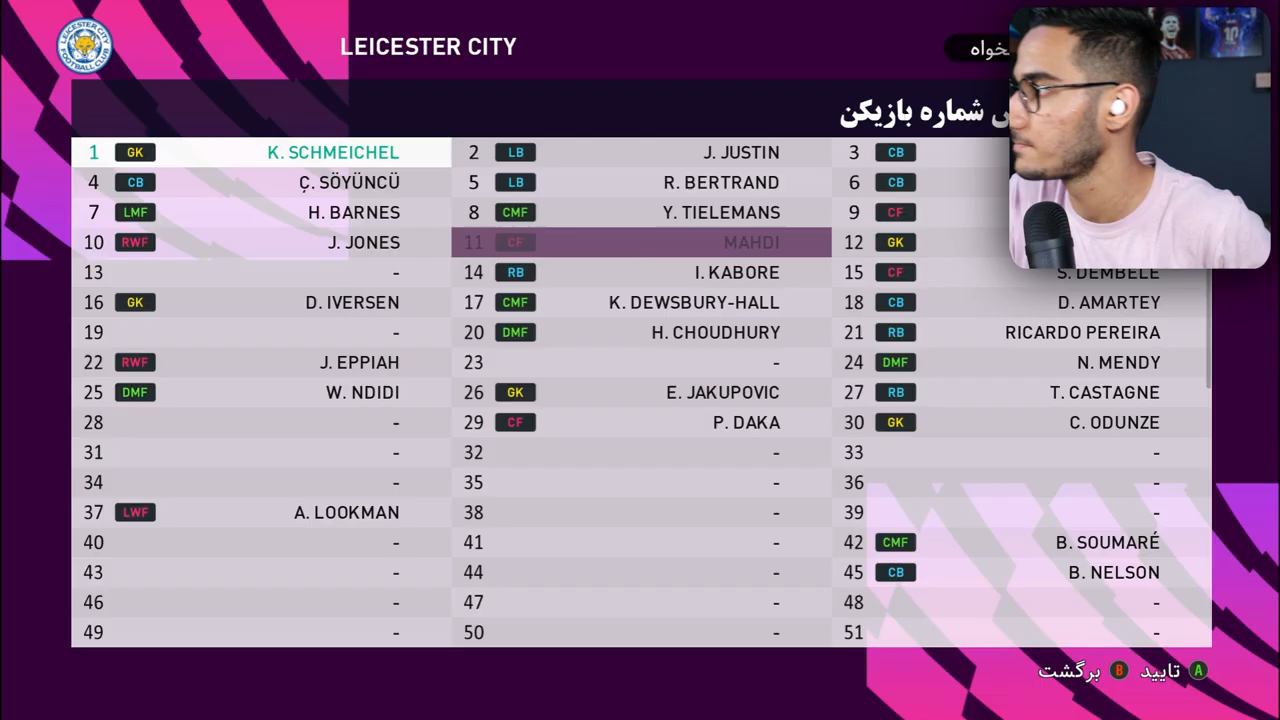 LEICESTER CITY
شماره بازیکن
1 GK K. SCHMEICHEL 2 LB J. JUSTIN 3 CB
4 CB Ç. SÖYÜNCÜ 5 LB R. BERTRAND 6 CB
7 LMF H. BARNES 8 CMF Y. TIELEMANS 9 CF
10 RWF J. JONES 11 CF MAHDI 12 GK
13 - 14 RB I. KABORE 15 CF S. DEMBELE
16 GK D. IVERSEN 17 CMF K. DEWSBURY-HALL 18 CB D. AMARTEY
19 - 20 DMF H. CHOUDHURY 21 RB RICARDO PEREIRA
22 RWF J. EPPIAH 23 - 24 DMF N. MENDY
25 DMF W. NDIDI 26 GK E. JAKUPOVIC 27 RB T. CASTAGNE
28 - 29 CF P. DAKA 30 GK C. ODUNZE
31 - 32 - 33 -
34 - 35 - 36 -
37 LWF A. LOOKMAN 38 - 39 -
40 - 41 - 42 CMF B. SOUMARÉ
43 - 44 - 45 CB B. NELSON
46 - 47 - 48 -
49 - 50 - 51 -
A تایید B برگشت